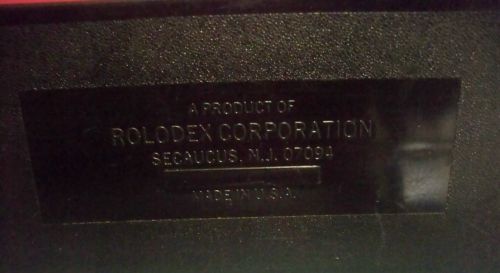 A PRODUCT OF
ROLODEX CORPORATION
SECAUCUS, N.J. 07094
MADE IN U.S.A.